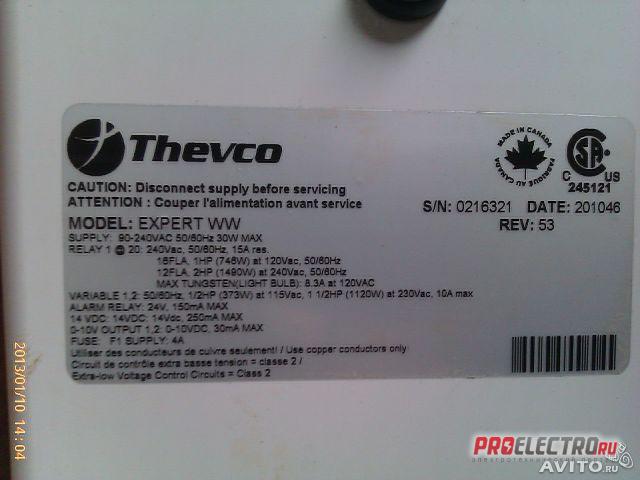 Thevco
MADE IN CANADA
FABRIQUE AU CANADA
SA
C US
245121
CAUTION: Disconnect supply before servicing
ATTENTION : Couper l'alimentation avant service
S/N: 0216321 DATE: 201046
REV: 53
MODEL: EXPERT WW
SUPPLY: 90-240VAC 50/60Hz 30W MAX
RELAY 1 @ 20: 240Vac, 50/60Hz, 15A res.
16FLA, 1HP (746W) at 120Vac, 50/60Hz
12FLA, 2HP (1490W) at 240Vac, 50/60Hz
MAX TUNGSTEN(LIGHT BULB): 8.3A at 120VAC
VARIABLE 1,2: 50/60Hz, 1/2HP (373W) at 115Vac, 1 1/2HP (1120W) at 230Vac, 10A max
ALARM RELAY: 24V, 150mA MAX
14 VDC: 14VDC: 14Vdc, 250mA MAX
0-10V OUTPUT 1,2: 0-10VDC, 30mA MAX
FUSE: F1 SUPPLY: 4A
Utiliser des conducteurs de cuivre seulement! / Use copper conductors only!
Circuit de contrôle extra basse tension = classe 2 /
Extra-low Voltage Control Circuits = Class 2
2013/01/10 14:04
PROELECTRO.RU
AVITO.ru